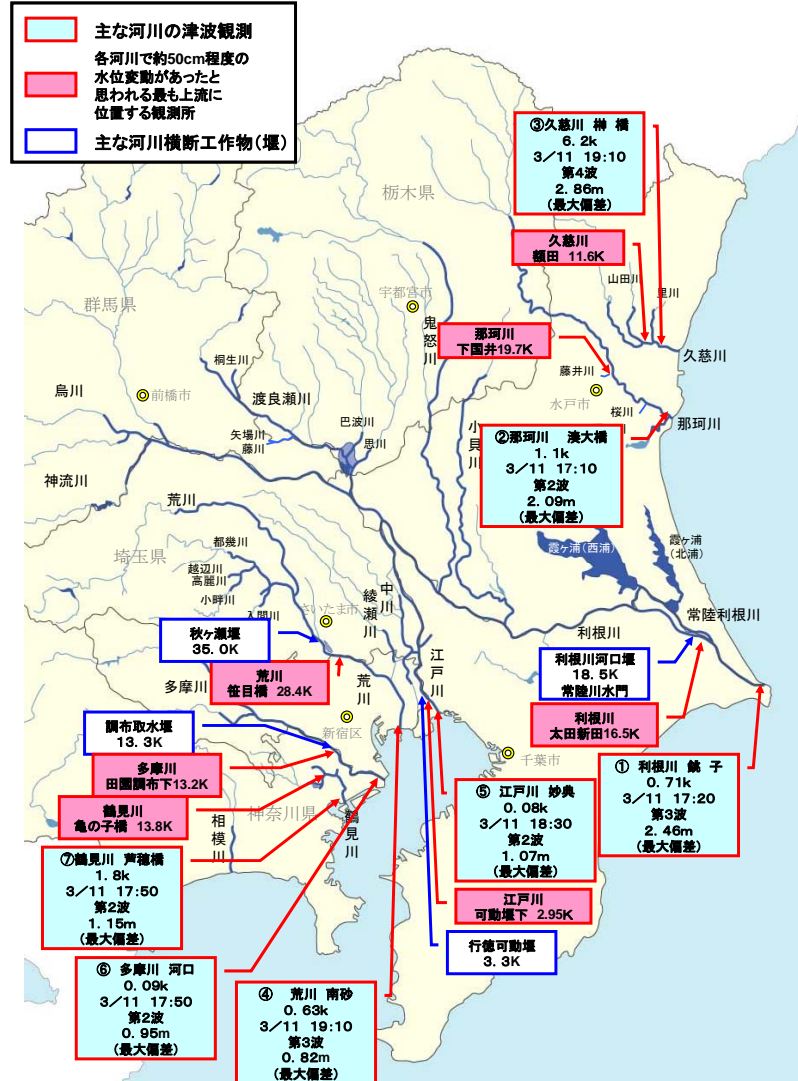 主な河川の津波観測
各河川で約50cm程度の
水位変動があったと
思われる最も上流に
位置する観測所
主な河川横断工作物(堰)
③久慈川 榊橋
6.2k
3/11 19:10
第4波
2.86m
(最大偏差)
栃木県
久慈川
額田 11.6K
山田川
里川
宇都宮市
群馬県
鬼怒川
那珂川
下国井19.7K
久慈川
桐生川
藤井川
烏川
前橋市
渡良瀬川
水戸市
桜川
那珂川
巴波川
思川
矢場川
藤川
小貝川
②那珂川 湊大橋
1.1k
3/11 17:10
第2波
2.09m
(最大偏差)
神流川
荒川
都幾川
埼玉県
越辺川
高麗川
小畔川
入間川
さいたま市
綾瀬川
中川
霞ヶ浦(西浦)
霞ヶ浦
(北浦)
常陸利根川
利根川
秋ヶ瀬堰
35.0K
江戸川
利根川河口堰
18.5K
常陸川水門
荒川
笹目橋 28.4K
荒川
多摩川
新宿区
利根川
太田新田16.5K
調布取水堰
13.3K
千葉市
多摩川
田園調布下13.2K
① 利根川 銚子
0.71k
3/11 17:20
第3波
2.46m
(最大偏差)
⑤ 江戸川 妙典
0.08k
3/11 18:30
第2波
1.07m
(最大偏差)
鶴見川
亀の子橋 13.8K
神奈川県
鶴見川
相模川
⑦鶴見川 芦穂橋
1.8k
3/11 17:50
第2波
1.15m
(最大偏差)
江戸川
可動堰下 2.95K
行徳可動堰
3.3K
⑥ 多摩川 河口
0.09k
3/11 17:50
第2波
0.95m
(最大偏差)
④ 荒川 南砂
0.63k
3/11 19:10
第3波
0.82m
(最大偏差)